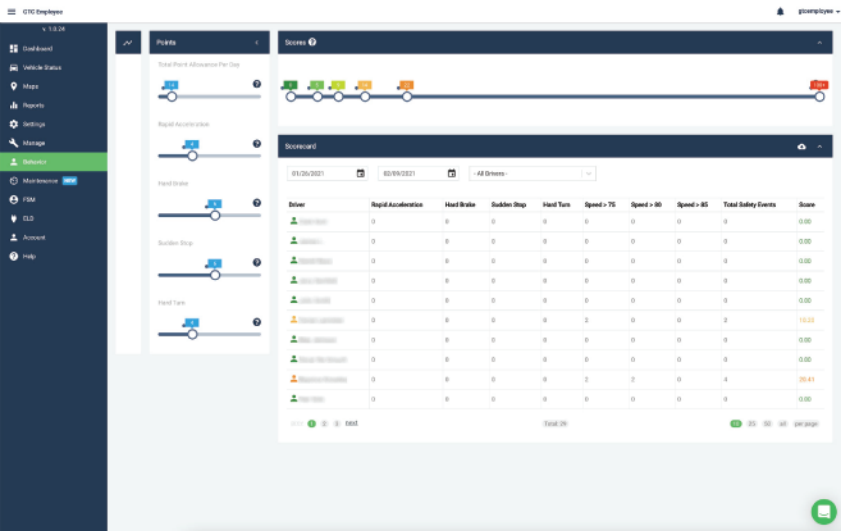 GTC Employee
gtcemployee
v. 1.0.24
Dashboard
Vehicle Status
Maps
Reports
Settings
Manage
Behavior
Maintenance NEW
FSM
ELD
Account
Help
Points
Total Point Allowance Per Day
Rapid Acceleration
Hard Brake
Sudden Stop
Hard Turn
Scores
Scorecard
01/26/2021 02/09/2021 - All Drivers -
Driver Rapid Acceleration Hard Brake Sudden Stop Hard Turn Speed > 75 Speed > 80 Speed > 85 Total Safety Events Score
0 0 0 0 0 0 0 0 0.00
0 0 0 0 0 0 0 0 0.00
0 0 0 0 0 0 0 0 0.00
0 0 0 0 0 0 0 0 0.00
0 0 0 0 0 0 0 0 0.00
0 0 0 0 2 0 0 2
0 0 0 0 0 0 0 0 0.00
0 0 0 0 0 0 0 0 0.00
0 0 0 0 2 2 0 4
0 0 0 0 0 0 0 0 0.00
1 2 3 next Total: 29 10 25 50 all per page